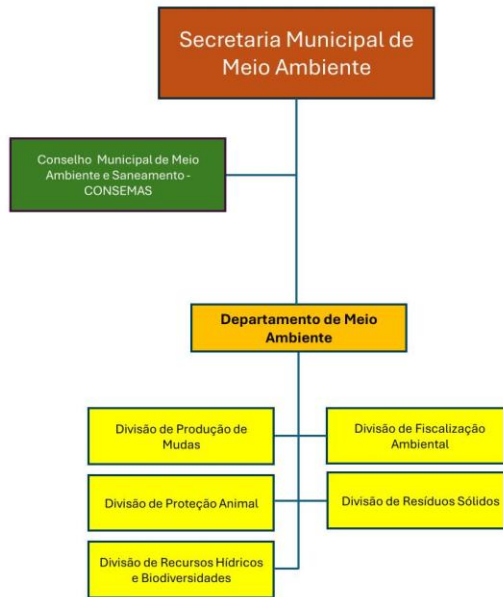 Secretaria Municipal de
Meio Ambiente
Conselho Municipal de Meio
Ambiente e Saneamento -
CONSEMAS
Departamento de Meio
Ambiente
Divisão de Produção de
Mudas
Divisão de Fiscalização
Ambiental
Divisão de Proteção Animal
Divisão de Resíduos Sólidos
Divisão de Recursos Hídricos
e Biodiversidades